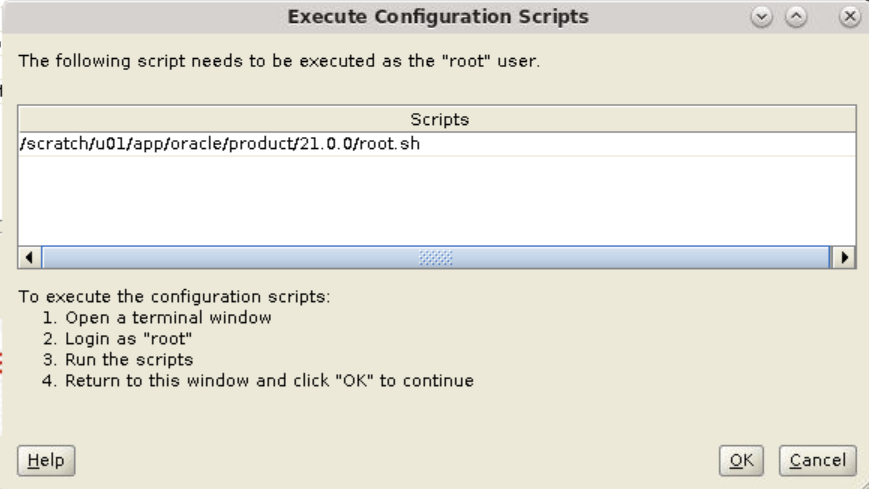 Execute Configuration Scripts
The following script needs to be executed as the "root" user.
Scripts
/scratch/u01/app/oracle/product/21.0.0/root.sh
To execute the configuration scripts:
1. Open a terminal window
2. Login as "root"
3. Run the scripts
4. Return to this window and click "OK" to continue
Help
OK
Cancel